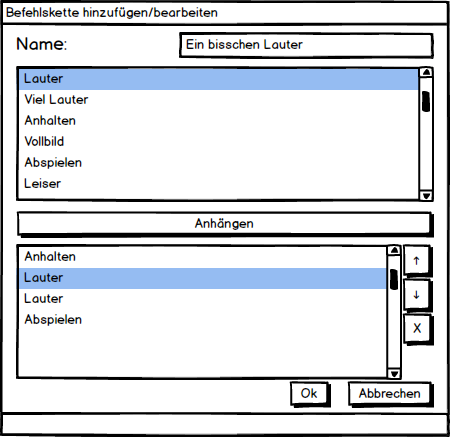 Befehlskette hinzufügen/bearbeiten
Name: Ein bisschen Lauter
Lauter
Viel Lauter
Anhalten
Vollbild
Abspielen
Leiser
Anhängen
Anhalten
Lauter
Lauter
Abspielen
↑
↓
X
Ok Abbrechen